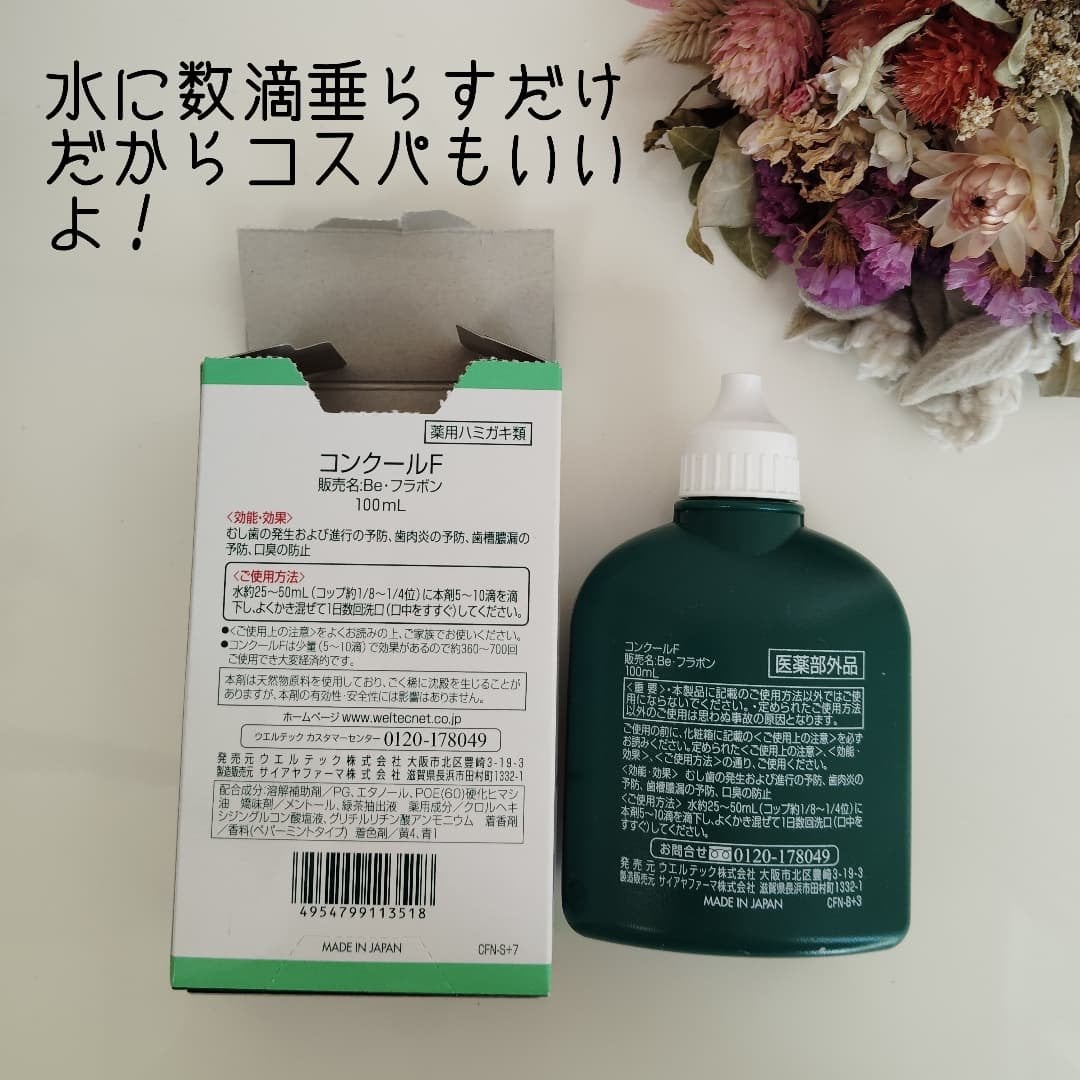 水に数滴垂らすだけ
だからコスパもいい
よ！
薬用ハミガキ類
コンクールF
販売名:Be・フラボン
100mL
〈効能・効果〉
むし歯の発生および進行の予防、歯肉炎の予防、歯槽膿漏の
予防、口臭の防止
〈ご使用方法〉
水約25～50mL(コップ約1/8～1/4位)に本剤5～10滴を滴
下し、よくかき混ぜて1日数回洗口(口中をすすぐ)してください。
●〈ご使用上の注意〉をよくお読みの上、ご家族でお使いください。
●コンクールFは少量(5～10滴)で効果があるので約360～700回
ご使用でき大変経済的です。
本剤は天然物原料を使用しており、ごく稀に沈殿を生じることが
ありますが、本剤の有効性・安全性には影響はありません。
ホームページ www.weltecnet.co.jp
ウエルテック カスタマーセンター 0120-178049
発売元 ウエルテック株式会社 大阪市北区豊崎3-19-3
製造販売元 サイアヤファーマ株式会社 滋賀県長浜市田村町1332-1
配合成分:溶解補助剤/PG、エタノール、POE(60)硬化ヒマシ
油 矯味剤/メントール、緑茶抽出液 薬用成分/クロルヘキ
シジングルコン酸塩液、グリチルリチン酸アンモニウム 着香剤
/香料(ペパーミントタイプ) 着色剤/黄4、青1
4954799113518
MADE IN JAPAN CFN-S+7
コンクールF
販売名:Be・フラボン
100mL
医薬部外品
〈重要〉・本製品に記載のご使用方法以外ではご使
用にならないでください。・定められたご使用方法
以外のご使用は思わぬ事故の原因となります。
ご使用の前に、化粧箱に記載の〈ご使用上の注意〉を必ず
お読みください。定められた〈ご使用上の注意〉、〈効能・
効果〉、〈ご使用方法〉の通り、ご使用ください。
〈効能・効果〉 むし歯の発生および進行の予防、歯肉炎の
予防、歯槽膿漏の予防、口臭の防止
〈ご使用方法〉 水約25～50mL(コップ約1/8～1/4位)に
本剤5～10滴を滴下し、よくかき混ぜて1日数回洗口(口中を
すすぐ)してください。
お問合せ 0120-178049
発売元 ウエルテック株式会社 大阪市北区豊崎3-19-3
製造販売元 サイアヤファーマ株式会社 滋賀県長浜市田村町1332-1
MADE IN JAPAN CFN-B+3